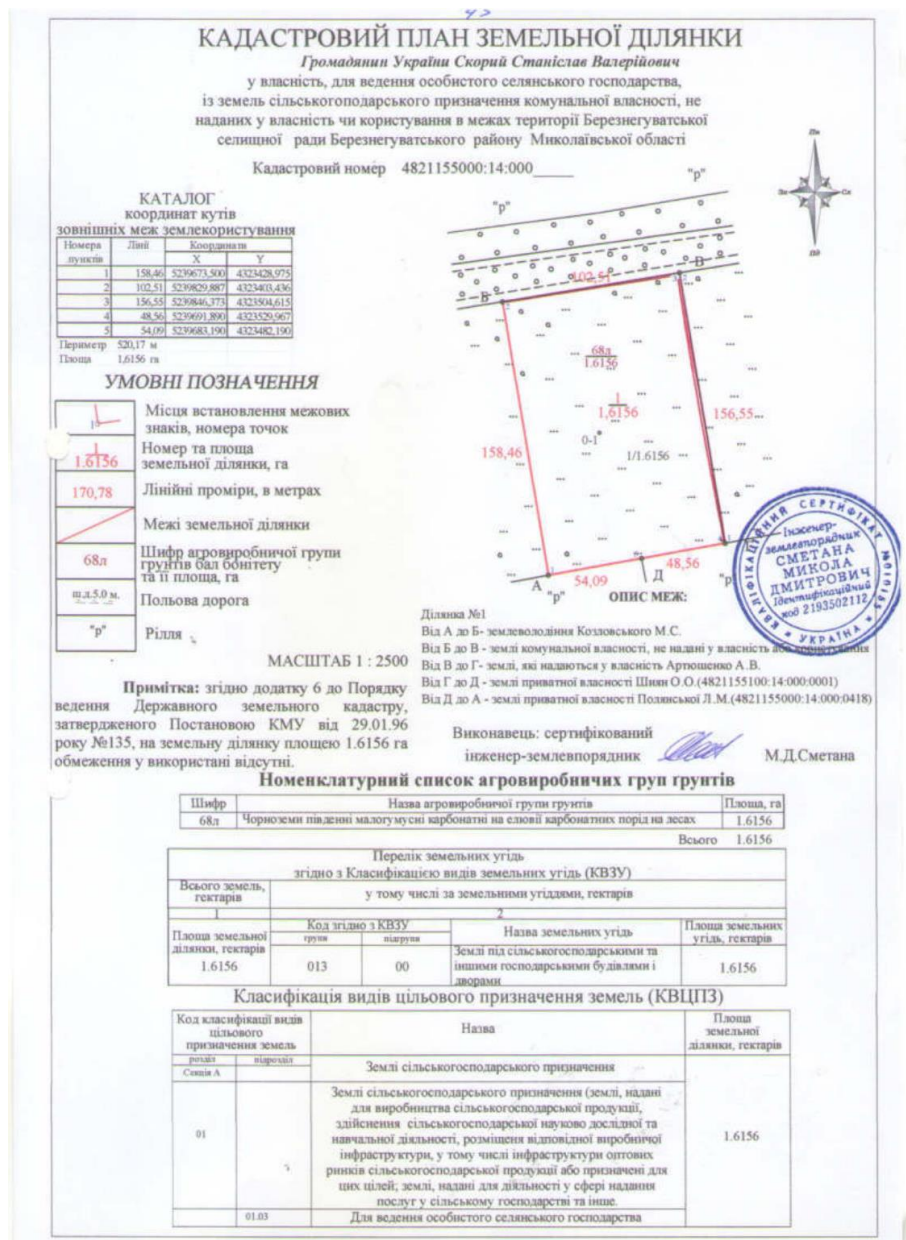 КАДАСТРОВИЙ ПЛАН ЗЕМЕЛЬНОЇ ДІЛЯНКИ
Громадянин України Скорий Станіслав Валерійович
у власність, для ведення особистого селянського господарства,
із земель сільськогоподарського призначення комунальної власності, не
наданих у власність чи користування в межах території Березнегуватської
селищної ради Березнегуватського району Миколаївської області
Кадастровий номер 4821155000:14:000_____
КАТАЛОГ
координат кутів
зовнішніх меж землекористування
Номера пунктів Лінії Координати
X Y
1 158,46 5239673,500 4323428,975
2 102,51 5239829,887 4323403,436
3 156,55 5239846,373 4323504,615
4 48,56 5239691,890 4323529,967
5 54,09 5239683,190 4323482,190
Периметр 520,17 м
Площа 1,6156 га
Пн
Зх Сх
Пд
"р" "р"
Б 102,51 В
68л
1.6156
1
1,6156
0-1
1/1.6156
158,46
156,55
А 54,09 Д 48,56
"р" "р"
УМОВНІ ПОЗНАЧЕННЯ
Місця встановлення межових
знаків, номера точок
1
1.6156
Номер та площа
земельної ділянки, га
170,78 Лінійні проміри, в метрах
Межі земельної ділянки
68л
Шифр агровиробничої групи
грунтів бал бонітету
та її площа, га
ш.д.5.0 м. Польова дорога
"р" Рілля
МАСШТАБ 1 : 2500
Примітка: згідно додатку 6 до Порядку
ведення Державного земельного кадастру,
затвердженого Постановою КМУ від 29.01.96
року №135, на земельну ділянку площею 1.6156 га
обмеження у використані відсутні.
КВАЛІФІКАЦІЙНИЙ СЕРТИФІКАТ
УКРАЇНА
Інженер-
землевпорядник
СМЕТАНА
МИКОЛА
ДМИТРОВИЧ
Ідентифікаційний
код 2193502112
ОПИС МЕЖ:
Ділянка №1
Від А до Б- землеволодіння Козловського М.С.
Від Б до В - землі комунальної власності, не надані у власність або користування
Від В до Г- землі, які надаються у власність Артюшенко А.В.
Від Г до Д - землі приватної власності Шиян О.О.(4821155100:14:000:0001)
Від Д до А - землі приватної власності Полянської Л.М.(4821155000:14:000:0418)
Виконавець: сертифікований
інженер-землевпорядник М.Д.Сметана
Номенклатурний список агровиробничих груп ґрунтів
Шифр Назва агровиробничої групи грунтів Площа, га
68л Чорноземи південні малогумусні карбонатні на елювії карбонатних порід на лесах 1.6156
Всього 1.6156
Перелік земельних угідь
згідно з Класифікацією видів земельних угідь (КВЗУ)
Всього земель, гектарів у тому числі за земельними угіддями, гектарів
1 2
Площа земельної ділянки, гектарів Код згідно з КВЗУ Назва земельних угідь Площа земельних угідь, гектарів
група підгрупа
1.6156 013 00 Землі під сільськогосподарськими та
іншими господарськими будівлями і
дворами 1.6156
Класифікація видів цільового призначення земель (КВЦПЗ)
Код класифікації видів
цільового
призначення земель Назва Площа
земельної
ділянки, гектарів
розділ підрозділ
Секція А Землі сільськогосподарського призначення
01 Землі сільськогосподарського призначення (землі, надані
для виробництва сільськогосподарської продукції,
здійснення сільськогосподарської науково дослідної та
навчальної діяльності, розміщеня відповідної виробничої
інфраструктури, у тому числі інфраструктури оптових
ринків сільськогосподарської продукції або призначені для
цих цілей; землі, надані для діяльності у сфері надання
послуг у сільському господарстві та інше. 1.6156
01.03 Для ведення особистого селянського господарства